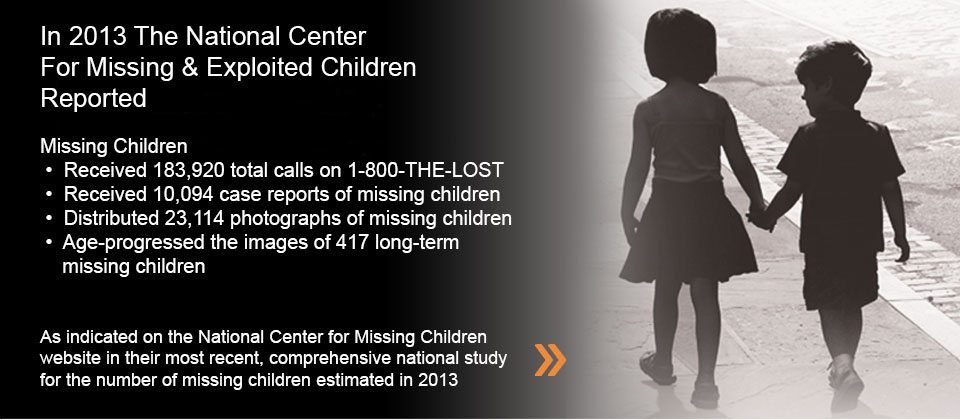 In 2013 The National Center
For Missing & Exploited Children
Reported
Missing Children
• Received 183,920 total calls on 1-800-THE-LOST
• Received 10,094 case reports of missing children
• Distributed 23,114 photographs of missing children
• Age-progressed the images of 417 long-term
missing children
As indicated on the National Center for Missing Children
website in their most recent, comprehensive national study
for the number of missing children estimated in 2013